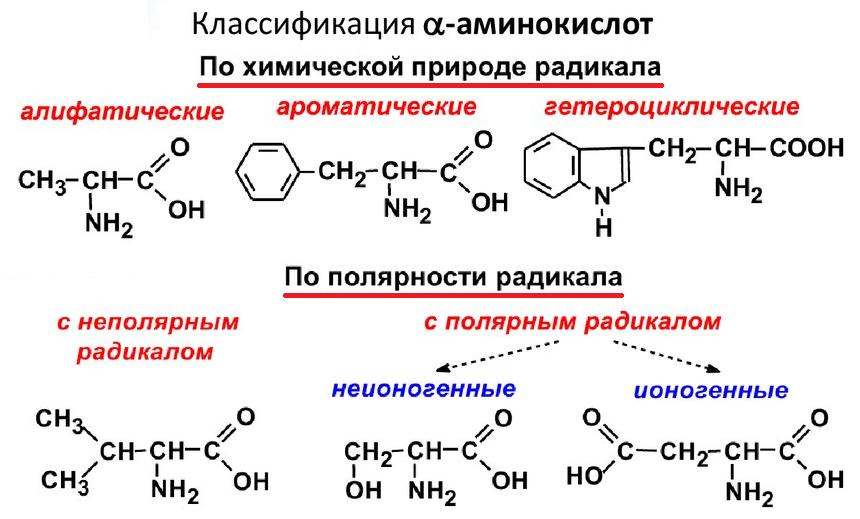 Классификация α-аминокислот
По химической природе радикала
алифатические ароматические гетероциклические
CH3-CH-C O OH NH2
CH2-CH-C O OH NH2
CH2-CH-COOH NH2 N H
По полярности радикала
с неполярным
радикалом
с полярным радикалом
неионогенные ионогенные
CH3 CH3 CH-CH-C O OH NH2
CH2-CH-C O OH OH NH2
O HO C-CH2-CH-C O OH NH2